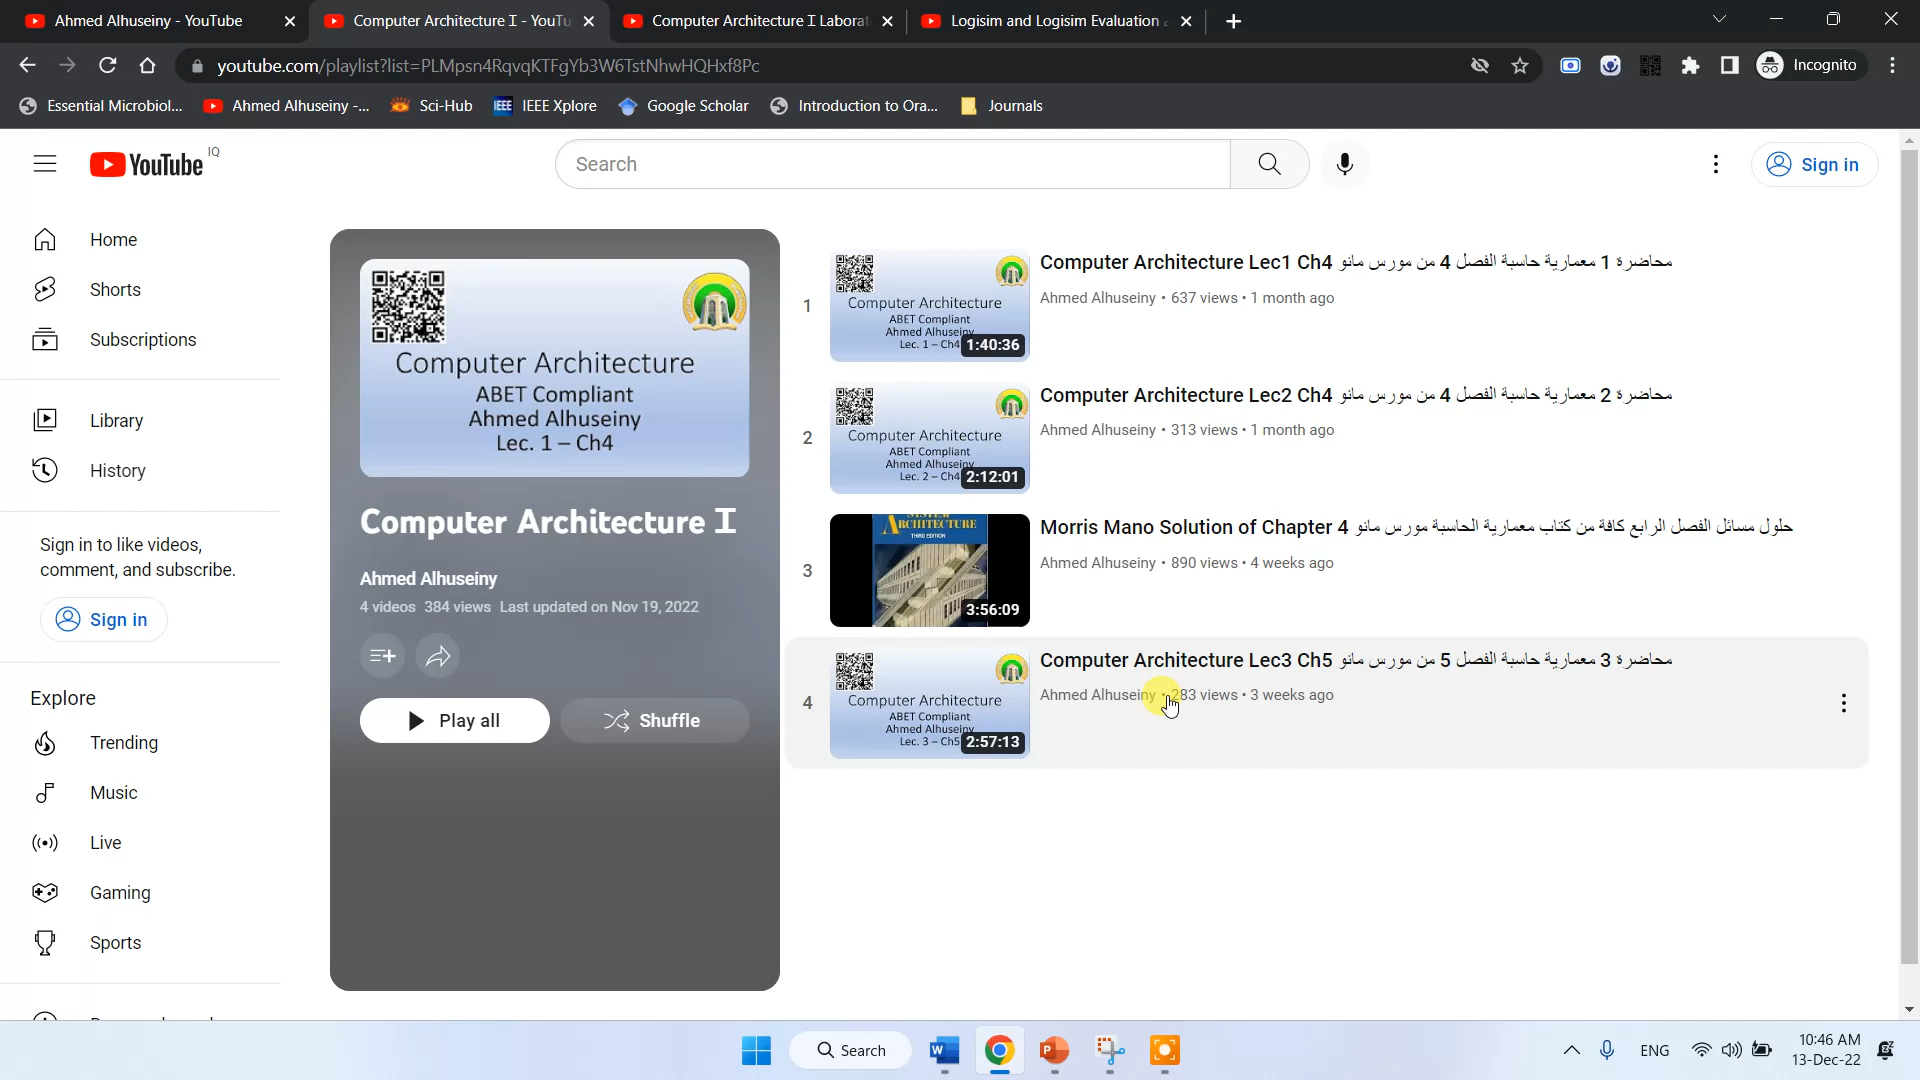 Ahmed Alhuseiny - YouTube
Computer Architecture I - YouTu
Computer Architecture I Laborat
Logisim and Logisim Evaluation
youtube.com/playlist?list=PLMpsn4RqvqKTFgYb3W6TstNhwHQHxf8Pc
Incognito
Essential Microbiol...
Ahmed Alhuseiny -...
Sci-Hub
IEEE
IEEE Xplore
Google Scholar
Introduction to Ora...
Journals
YouTube IQ
Search
Sign in
Home
Shorts
Subscriptions
Library
History
Sign in to like videos,
comment, and subscribe.
Sign in
Explore
Trending
Music
Live
Gaming
Sports
Computer Architecture
ABET Compliant
Ahmed Alhuseiny
Lec. 1 – Ch4
Computer Architecture I
Ahmed Alhuseiny
4 videos 384 views Last updated on Nov 19, 2022
Play all
Shuffle
1
Computer Architecture
ABET Compliant
Ahmed Alhuseiny
Lec. 1 – Ch4
1:40:36
Computer Architecture Lec1 Ch4 محاضرة 1 معمارية حاسبة الفصل 4 من مورس مانو
Ahmed Alhuseiny • 637 views • 1 month ago
2
Computer Architecture
ABET Compliant
Ahmed Alhuseiny
Lec. 2 – Ch4
2:12:01
Computer Architecture Lec2 Ch4 محاضرة 2 معمارية حاسبة الفصل 4 من مورس مانو
Ahmed Alhuseiny • 313 views • 1 month ago
3
ARCHITECTURE
THIRD EDITION
3:56:09
Morris Mano Solution of Chapter 4 حلول مسائل الفصل الرابع كافة من كتاب معمارية الحاسبة مورس مانو
Ahmed Alhuseiny • 890 views • 4 weeks ago
4
Computer Architecture
ABET Compliant
Ahmed Alhuseiny
Lec. 3 – Ch5
2:57:13
Computer Architecture Lec3 Ch5 محاضرة 3 معمارية حاسبة الفصل 5 من مورس مانو
Ahmed Alhuseiny • 283 views • 3 weeks ago
Search
ENG
10:46 AM
13-Dec-22